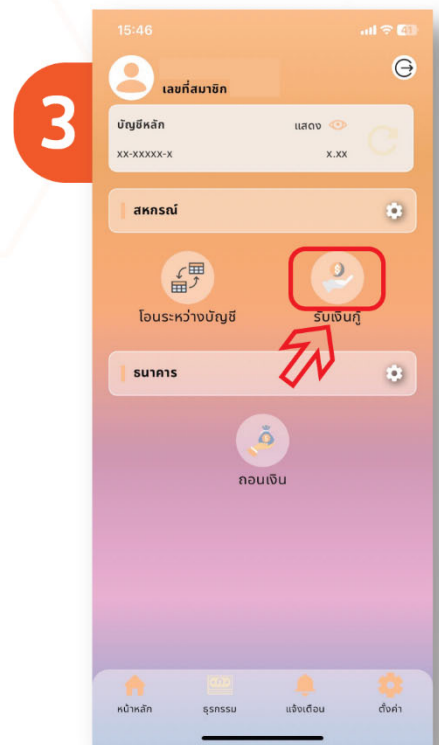 3
15:46
41
เลขที่สมาชิก
บัญชีหลัก แสดง
xx-xxxxx-x x.xx
สหกรณ์
โอนระหว่างบัญชี รับเงินกู้
ธนาคาร
ถอนเงิน
หน้าหลัก ธุรกรรม แจ้งเตือน ตั้งค่า